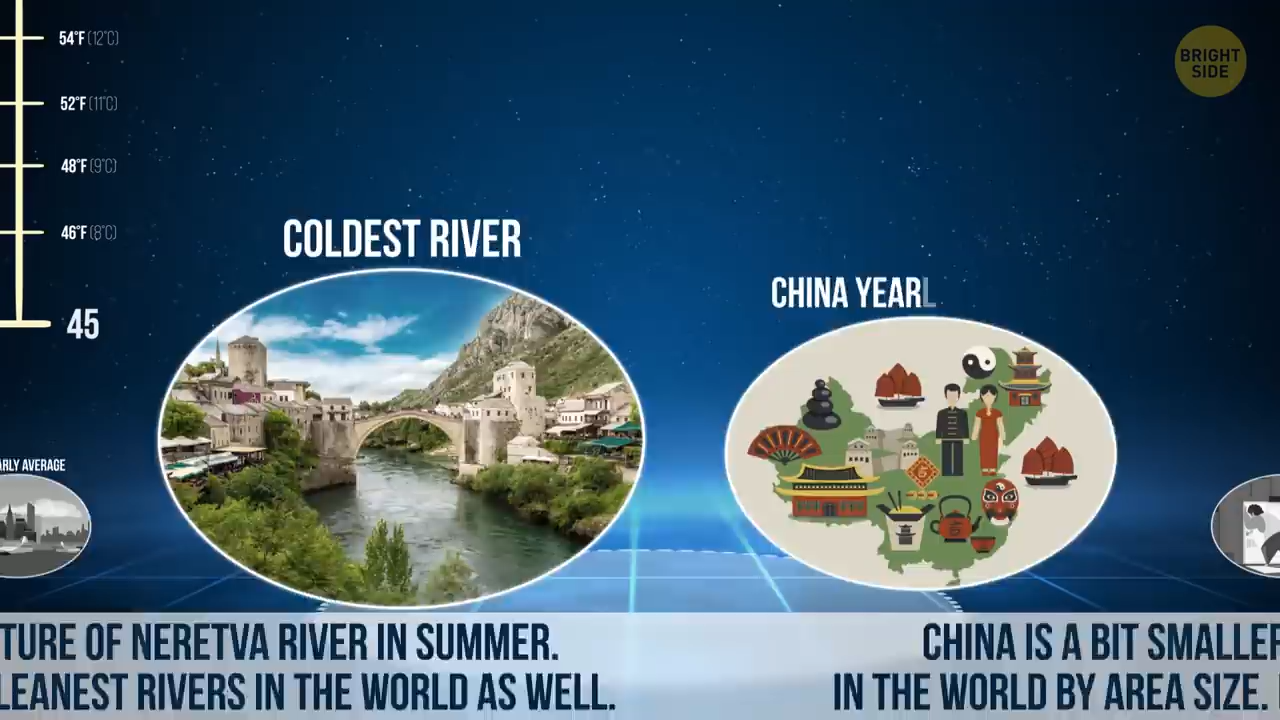 54°F (12°C)
52°F (11°C)
48°F (9°C)
46°F (8°C)
45
BRIGHT
SIDE
COLDEST RIVER
CHINA YEARL
ARLY AVERAGE
TURE OF NERETVA RIVER IN SUMMER.
LEANEST RIVERS IN THE WORLD AS WELL.
CHINA IS A BIT SMALLER
IN THE WORLD BY AREA SIZE.